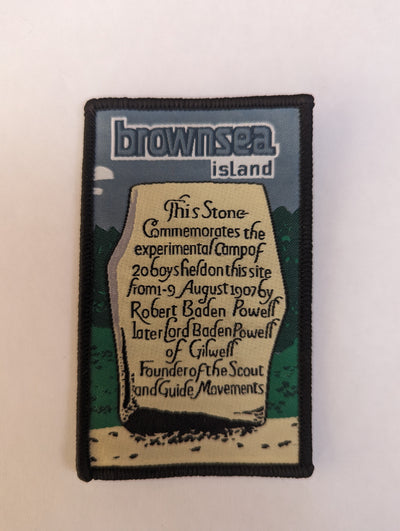 brownsea
island
This Stone
Commemorates the
experimental Camp of
20 boys held on this site
from 1-9 August 1907 by
Robert Baden Powell
later Lord Baden Powell
of Gilwell
Founder of the Scout
and Guide Movements